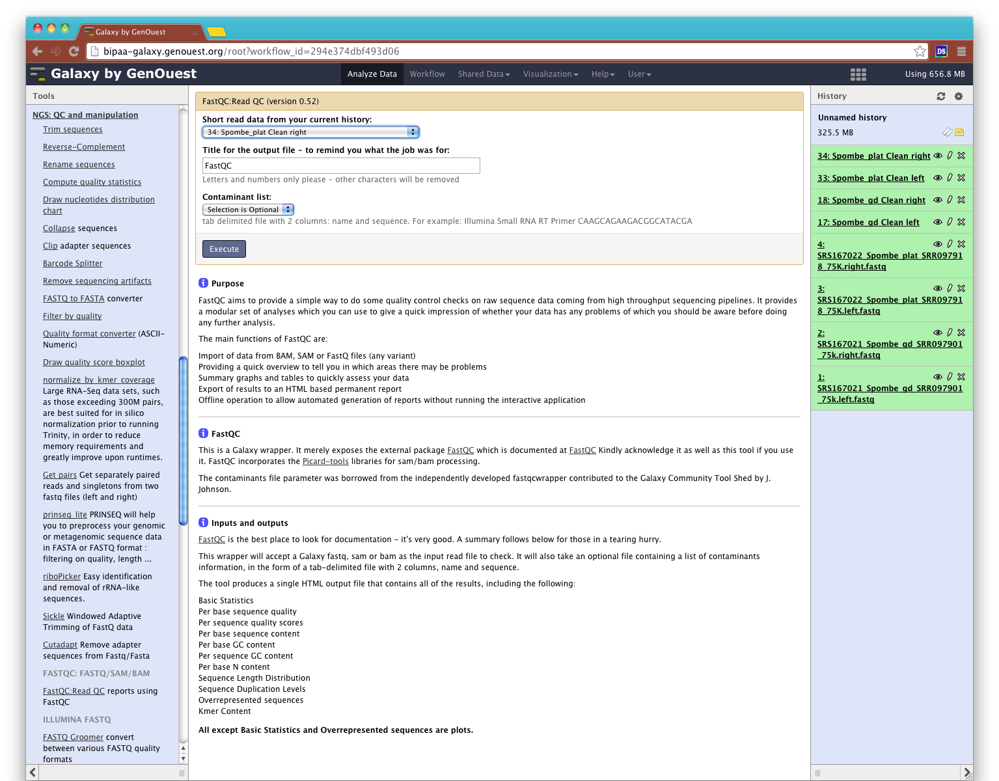 Galaxy by GenOuest
bipaa-galaxy.genouest.org/root?workflow_id=294e374dbf493d06
DS
Galaxy by GenOuest
Analyze Data
Workflow
Shared Data
Visualization
Help
User
Using 656.8 MB
Tools
NGS: QC and manipulation
Trim sequences
Reverse-Complement
Rename sequences
Compute quality statistics
Draw nucleotides distribution
chart
Collapse sequences
Clip adapter sequences
Barcode Splitter
Remove sequencing artifacts
FASTQ to FASTA converter
Filter by quality
Quality format converter (ASCII-
Numeric)
Draw quality score boxplot
normalize_by_kmer_coverage
Large RNA-Seq data sets, such
as those exceeding 300M pairs,
are best suited for in silico
normalization prior to running
Trinity, in order to reduce
memory requirements and
greatly improve upon runtimes.
Get pairs Get separately paired
reads and singletons from two
fastq files (left and right)
prinseq_lite PRINSEQ will help
you to preprocess your genomic
or metagenomic sequence data
in FASTA or FASTQ format :
filtering on quality, length ...
riboPicker Easy identification
and removal of rRNA-like
sequences.
Sickle Windowed Adaptive
Trimming of FastQ data
Cutadapt Remove adapter
sequences from Fastq/Fasta
FASTQC: FASTQ/SAM/BAM
FastQC:Read QC reports using
FastQC
ILLUMINA FASTQ
FASTQ Groomer convert
between various FASTQ quality
formats
FastQC:Read QC (version 0.52)
Short read data from your current history:
34: Spombe_plat Clean right
Title for the output file - to remind you what the job was for:
FastQC
Letters and numbers only please - other characters will be removed
Contaminant list:
Selection is Optional
tab delimited file with 2 columns: name and sequence. For example: Illumina Small RNA RT Primer CAAGCAGAAGACGGCATACGA
Execute
Purpose
FastQC aims to provide a simple way to do some quality control checks on raw sequence data coming from high throughput sequencing pipelines. It provides
a modular set of analyses which you can use to give a quick impression of whether your data has any problems of which you should be aware before doing
any further analysis.
The main functions of FastQC are:
Import of data from BAM, SAM or FastQ files (any variant)
Providing a quick overview to tell you in which areas there may be problems
Summary graphs and tables to quickly assess your data
Export of results to an HTML based permanent report
Offline operation to allow automated generation of reports without running the interactive application
FastQC
This is a Galaxy wrapper. It merely exposes the external package FastQC which is documented at FastQC Kindly acknowledge it as well as this tool if you use
it. FastQC incorporates the Picard-tools libraries for sam/bam processing.
The contaminants file parameter was borrowed from the independently developed fastqcwrapper contributed to the Galaxy Community Tool Shed by J.
Johnson.
Inputs and outputs
FastQC is the best place to look for documentation - it's very good. A summary follows below for those in a tearing hurry.
This wrapper will accept a Galaxy fastq, sam or bam as the input read file to check. It will also take an optional file containing a list of contaminants
information, in the form of a tab-delimited file with 2 columns, name and sequence.
The tool produces a single HTML output file that contains all of the results, including the following:
Basic Statistics
Per base sequence quality
Per sequence quality scores
Per base sequence content
Per base GC content
Per sequence GC content
Per base N content
Sequence Length Distribution
Sequence Duplication Levels
Overrepresented sequences
Kmer Content
All except Basic Statistics and Overrepresented sequences are plots.
History
Unnamed history
325.5 MB
34: Spombe_plat Clean right
33: Spombe_plat Clean left
18: Spombe_gd Clean right
17: Spombe_gd Clean left
4:
SRS167022_Spombe_plat_SRR09791
8_75K.right.fastq
3:
SRS167022_Spombe_plat_SRR09791
8_75K.left.fastq
2:
SRS167021_Spombe_gd_SRR097901
_75k.right.fastq
1:
SRS167021_Spombe_gd_SRR097901
_75k.left.fastq